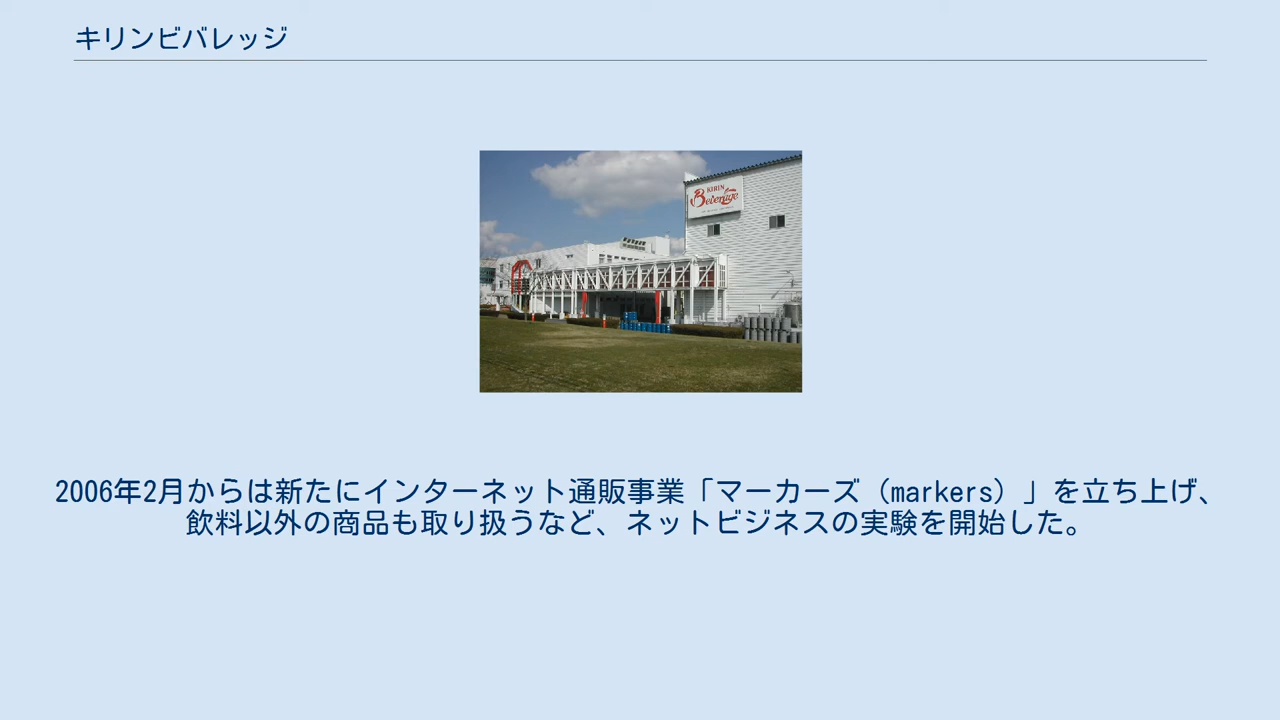 キリンビバレッジ
KIRIN
Beverage
2006年2月からは新たにインターネット通販事業「マーカーズ（markers）」を立ち上げ、
飲料以外の商品も取り扱うなど、ネットビジネスの実験を開始した。